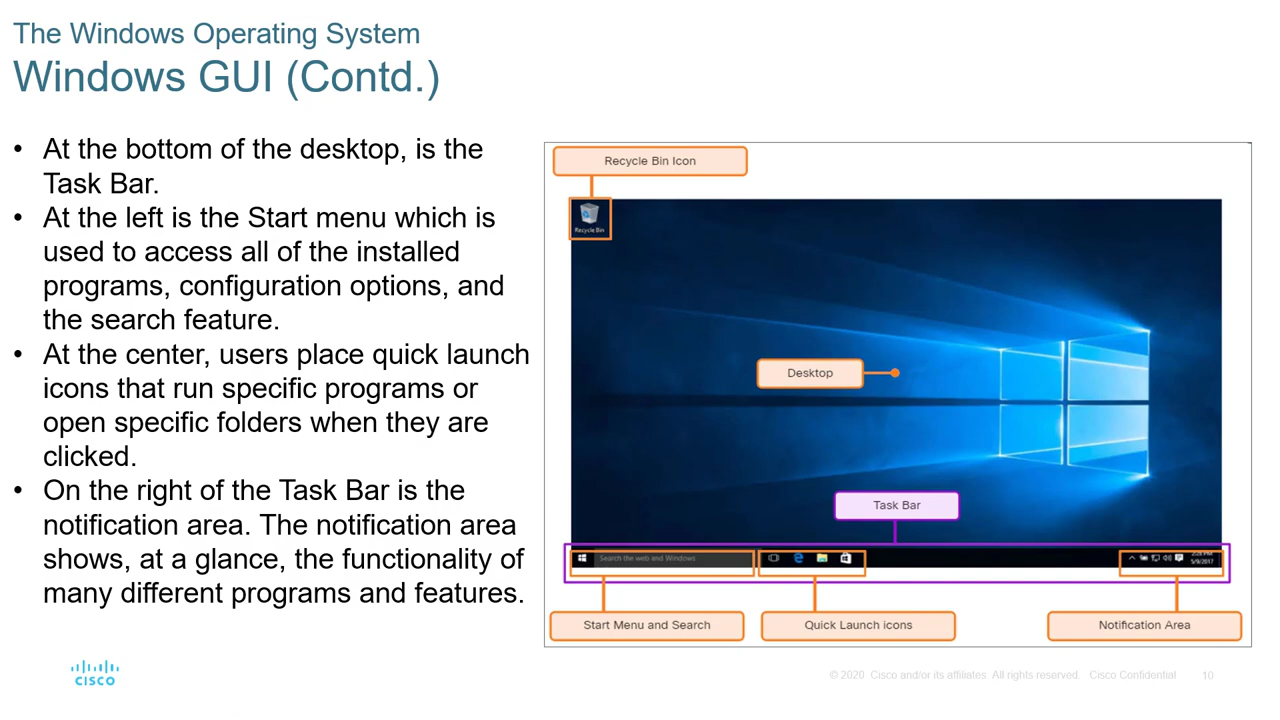 The Windows Operating System
Windows GUI (Contd.)
• At the bottom of the desktop, is the
Task Bar.
• At the left is the Start menu which is
used to access all of the installed
programs, configuration options, and
the search feature.
• At the center, users place quick launch
icons that run specific programs or
open specific folders when they are
clicked.
• On the right of the Task Bar is the
notification area. The notification area
shows, at a glance, the functionality of
many different programs and features.
Recycle Bin Icon
Recycle Bin
Desktop
Task Bar
Search the web and Windows
5/9/2017
Start Menu and Search
Quick Launch icons
Notification Area
CISCO
© 2020 Cisco and/or its affiliates. All rights reserved. Cisco Confidential
10